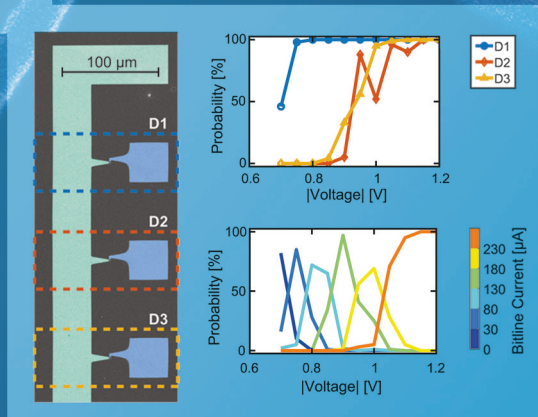 100 µm
D1
D2
D3
100
50
0
Probability [%]
0.6
0.8
1
1.2
|Voltage| [V]
D1
D2
D3
100
50
0
Probability [%]
0.6
0.8
1
1.2
|Voltage| [V]
230
180
130
80
30
0
Bitline Current [µA]